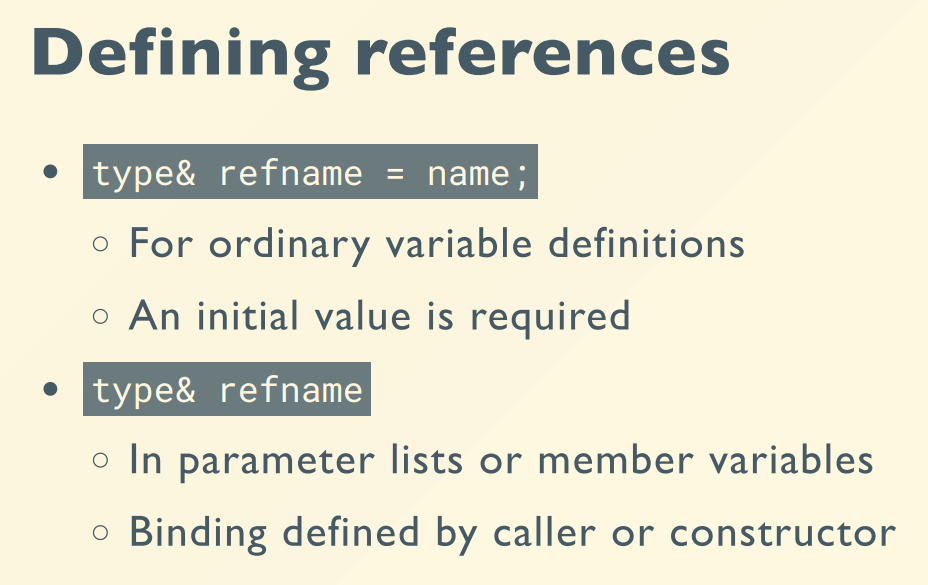 Defining references
• type& refname = name;
○ For ordinary variable definitions
○ An initial value is required
• type& refname
○ In parameter lists or member variables
○ Binding defined by caller or constructor